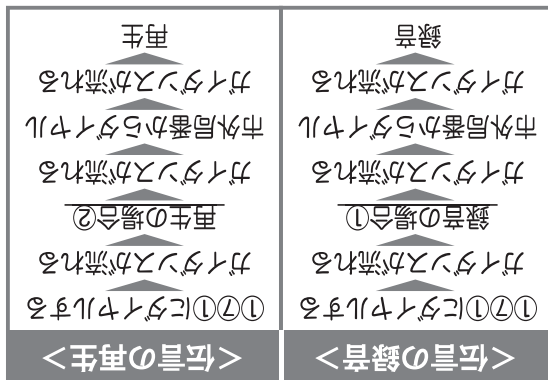 ＜伝言の録音＞
①⑦①にダイヤルする
ガイダンスが流れる
録音の場合①
ガイダンスが流れる
市外局番からダイヤル
ガイダンスが流れる
録音
＜伝言の再生＞
①⑦①にダイヤルする
ガイダンスが流れる
再生の場合②
ガイダンスが流れる
市外局番からダイヤル
ガイダンスが流れる
再生